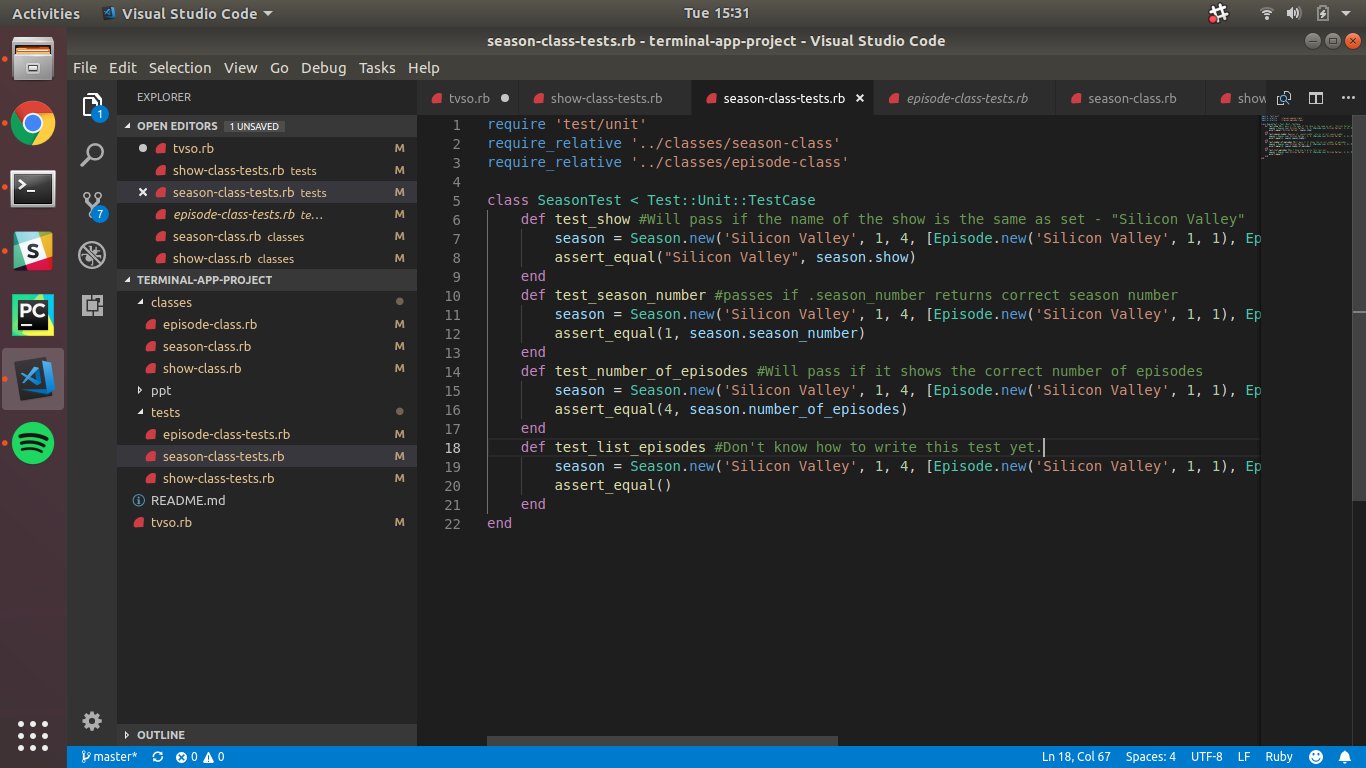 Activities
Visual Studio Code
Tue 15:31
season-class-tests.rb - terminal-app-project - Visual Studio Code
File Edit Selection View Go Debug Tasks Help
EXPLORER
OPEN EDITORS 1 UNSAVED
tvso.rb M
show-class-tests.rb tests M
season-class-tests.rb tests M
episode-class-tests.rb te... M
season-class.rb classes M
show-class.rb classes M
TERMINAL-APP-PROJECT
classes
episode-class.rb M
season-class.rb M
show-class.rb M
ppt
tests
episode-class-tests.rb M
season-class-tests.rb M
show-class-tests.rb M
README.md
tvso.rb M
OUTLINE
1
7
S
PC
>_
tvso.rb show-class-tests.rb season-class-tests.rb episode-class-tests.rb season-class.rb show
1 require 'test/unit'
2 require_relative '../classes/season-class'
3 require_relative '../classes/episode-class'
4
5 class SeasonTest < Test::Unit::TestCase
6 def test_show #Will pass if the name of the show is the same as set - "Silicon Valley"
7 season = Season.new('Silicon Valley', 1, 4, [Episode.new('Silicon Valley', 1, 1), Ep
8 assert_equal("Silicon Valley", season.show)
9 end
10 def test_season_number #passes if .season_number returns correct season number
11 season = Season.new('Silicon Valley', 1, 4, [Episode.new('Silicon Valley', 1, 1), Ep
12 assert_equal(1, season.season_number)
13 end
14 def test_number_of_episodes #Will pass if it shows the correct number of episodes
15 season = Season.new('Silicon Valley', 1, 4, [Episode.new('Silicon Valley', 1, 1), Ep
16 assert_equal(4, season.number_of_episodes)
17 end
18 def test_list_episodes #Don't know how to write this test yet.
19 season = Season.new('Silicon Valley', 1, 4, [Episode.new('Silicon Valley', 1, 1), Ep
20 assert_equal()
21 end
22 end
master* 0 0
Ln 18, Col 67 Spaces: 4 UTF-8 LF Ruby